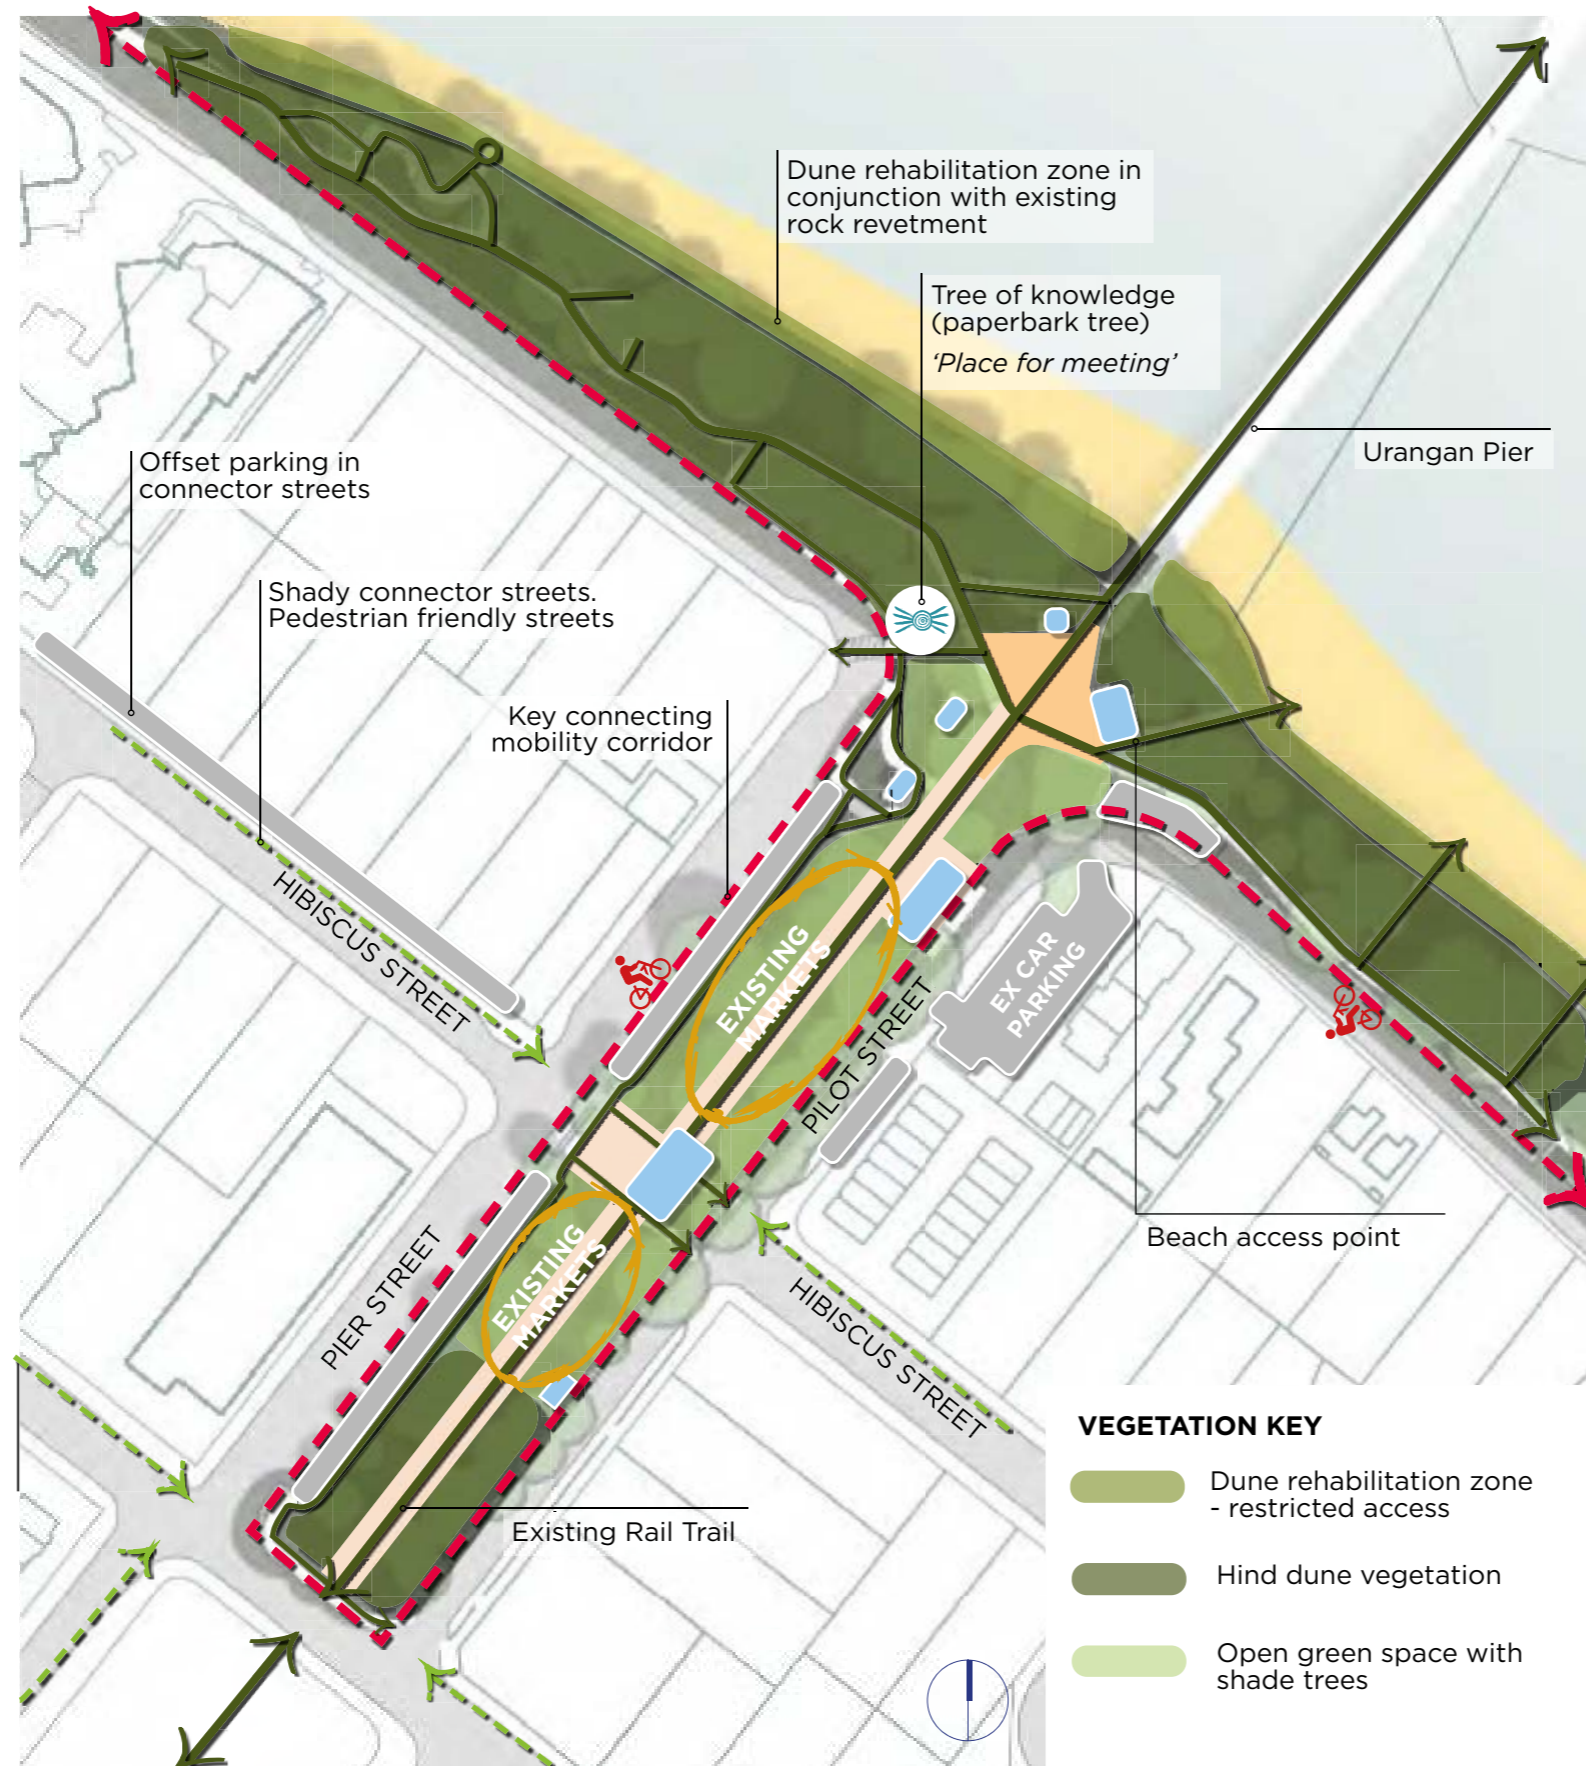 Dune rehabilitation zone in
conjunction with existing
rock revetment
Tree of knowledge
(paperbark tree)
'Place for meeting'
Urangan Pier
Offset parking in
connector streets
Shady connector streets.
Pedestrian friendly streets
Key connecting
mobility corridor
HIBISCUS STREET
EXISTING
MARKETS
EX CAR
PARKING
PILOT STREET
EXISTING
MARKETS
PIER STREET
HIBISCUS STREET
Beach access point
Existing Rail Trail
VEGETATION KEY
Dune rehabilitation zone
- restricted access
Hind dune vegetation
Open green space with
shade trees